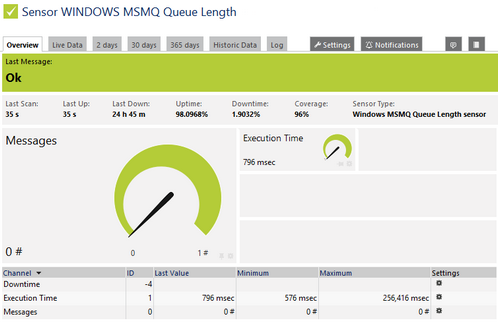 Sensor WINDOWS MSMQ Queue Length
Overview Live Data 2 days 30 days 365 days Historic Data Log Settings Notifications
Last Message:
Ok
Last Scan: Last Up: Last Down: Uptime: Downtime: Coverage: Sensor Type:
35 s 35 s 24 h 45 m 98.0968% 1.9032% 96% Windows MSMQ Queue Length sensor
Messages
0 #
0 1 #
Execution Time
796 msec
Channel ID Last Value Minimum Maximum Settings
Downtime -4
Execution Time 1 796 msec 576 msec 256,416 msec
Messages 0 0 # 0 # 0 #